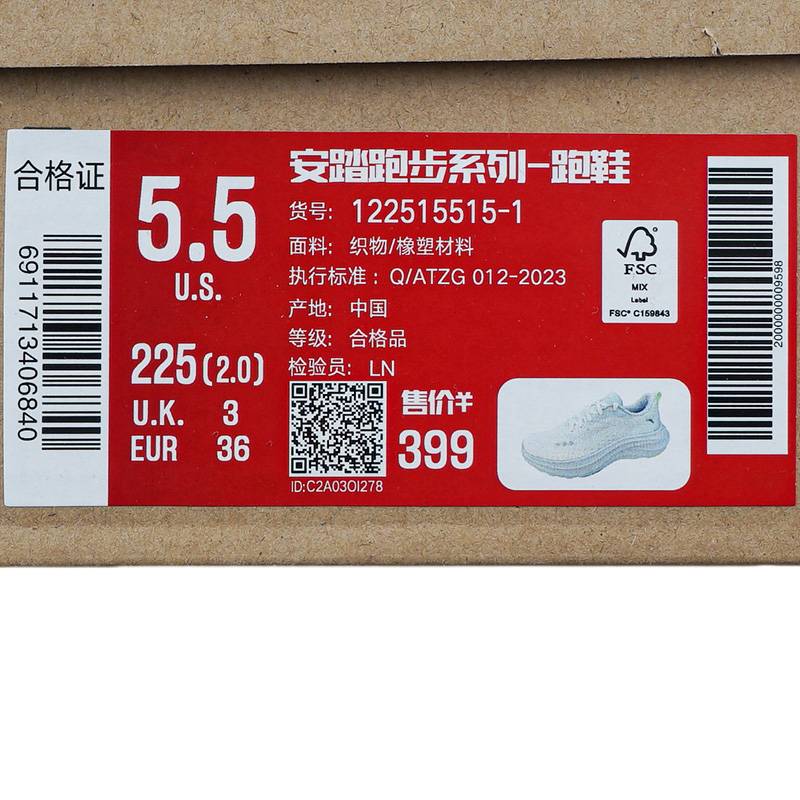 合格证
6911713406840
5.5
U.S.
225(2.0)
U.K. 3
EUR 36
安踏跑步系列-跑鞋
货号: 122515515-1
面料: 织物/橡塑材料
执行标准: Q/ATZG 012-2023
产地: 中国
等级: 合格品
检验员: LN
ID:C2A03OI278
售价¥
399
FSC
MIX
Label
FSC® C159843
2000000009598